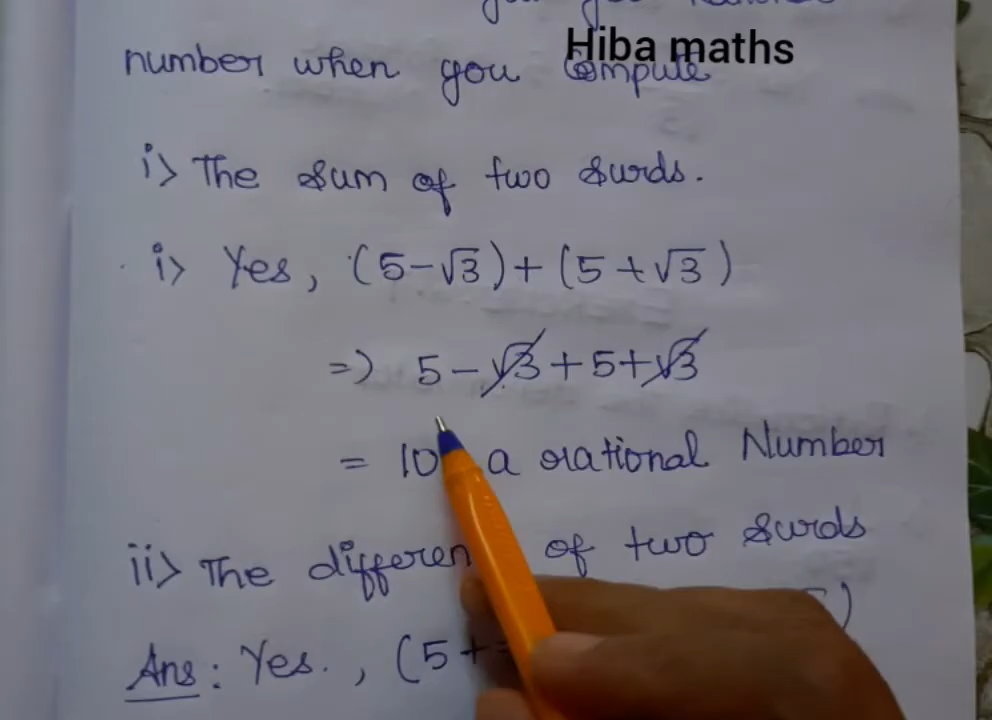 Hiba maths
number when you compute
i> The sum of two surds.
i> Yes, (5-√3)+(5+√3)
=) 5-√3+5+√3
= 10 a rational Number
ii> The differen of two surds
Ans: Yes., (5+